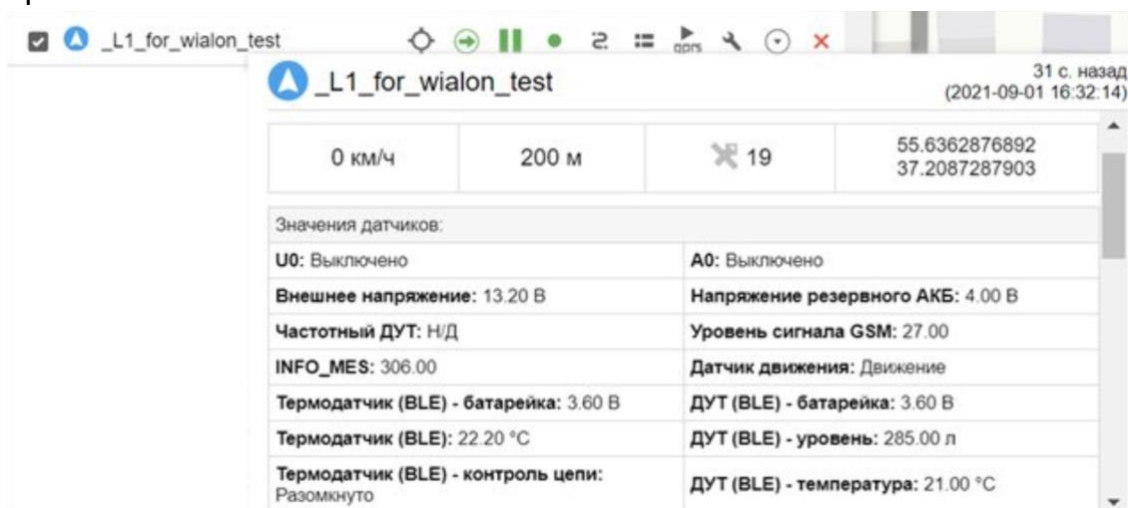 _L1_for_wialon_test
_L1_for_wialon_test
31 с. назад
(2021-09-01 16:32:14)
0 км/ч
200 м
19
55.6362876892
37.2087287903
Значения датчиков:
U0: Выключено
A0: Выключено
Внешнее напряжение: 13.20 В
Напряжение резервного АКБ: 4.00 В
Частотный ДУТ: Н/Д
Уровень сигнала GSM: 27.00
INFO_MES: 306.00
Датчик движения: Движение
Термодатчик (BLE) - батарейка: 3.60 В
ДУТ (BLE) - батарейка: 3.60 В
Термодатчик (BLE): 22.20 °C
ДУТ (BLE) - уровень: 285.00 л
Термодатчик (BLE) - контроль цепи:
Разомкнуто
ДУТ (BLE) - температура: 21.00 °C